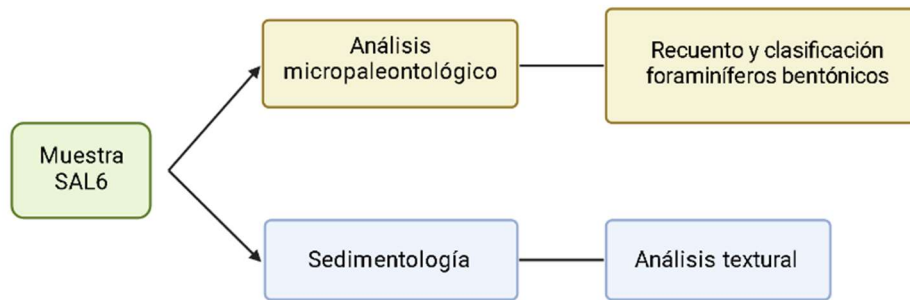 Muestra
SAL6
Análisis
micropaleontológico
Recuento y clasificación
foraminíferos bentónicos
Sedimentología
Análisis textural